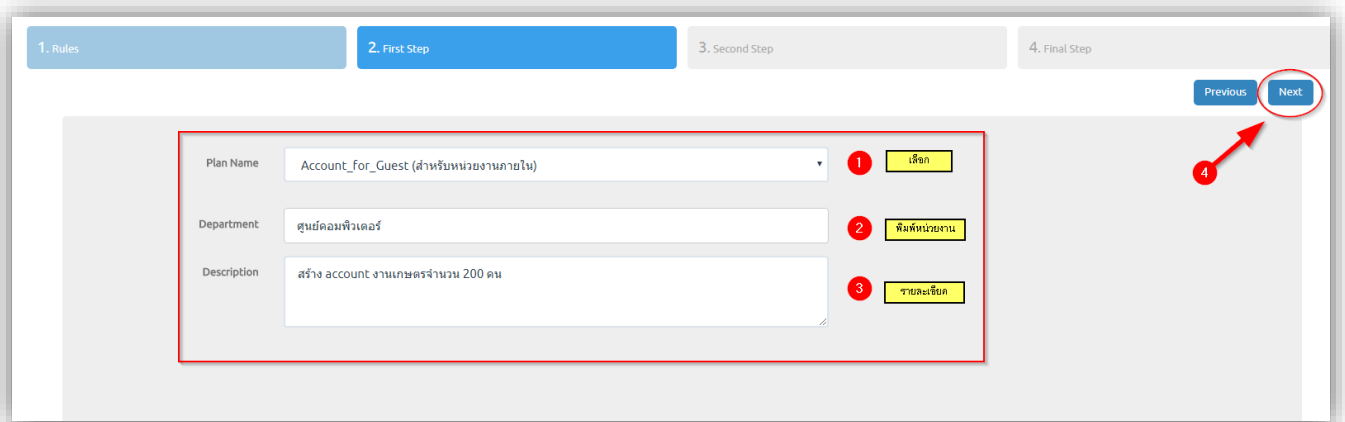 1. Rules
2. First Step
3. Second Step
4. Final Step
Previous
Next
Plan Name
Account_for_Guest (สำหรับหน่วยงานภายใน)
1
เลือก
4
Department
ศูนย์คอมพิวเตอร์
2
พิมพ์หน่วยงาน
Description
สร้าง account งานเกษตรจำนวน 200 คน
3
รายละเอียด